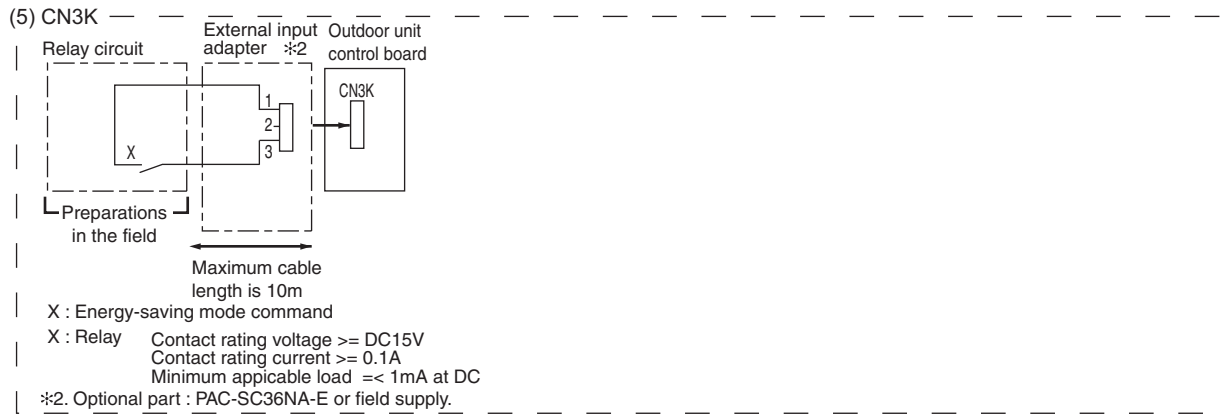 (5) CN3K
External input
adapter ✻2
Outdoor unit
control board
Relay circuit
CN3K
1
2
3
X
Preparations
in the field
Maximum cable
length is 10m
X : Energy-saving mode command
X : Relay Contact rating voltage >= DC15V
Contact rating current >= 0.1A
Minimum appicable load =< 1mA at DC
✻2. Optional part : PAC-SC36NA-E or field supply.